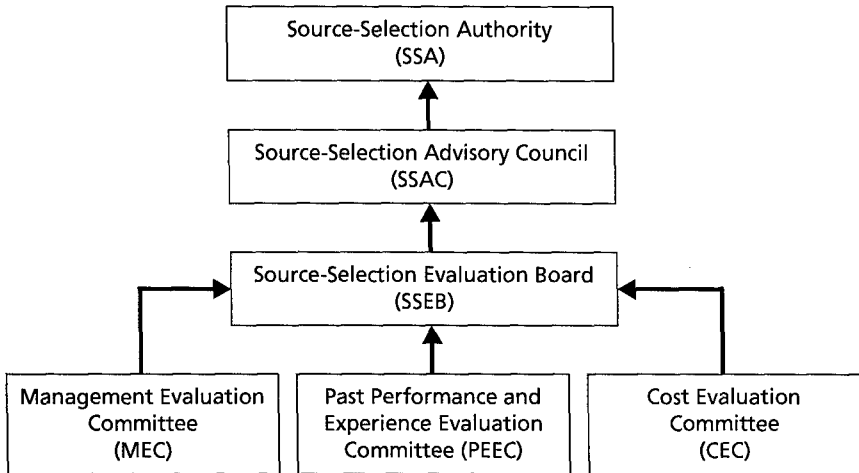 Source-Selection Authority
(SSA)
Source-Selection Advisory Council
(SSAC)
Source-Selection Evaluation Board
(SSEB)
Management Evaluation
Committee
(MEC)
Past Performance and
Experience Evaluation
Committee (PEEC)
Cost Evaluation
Committee
(CEC)